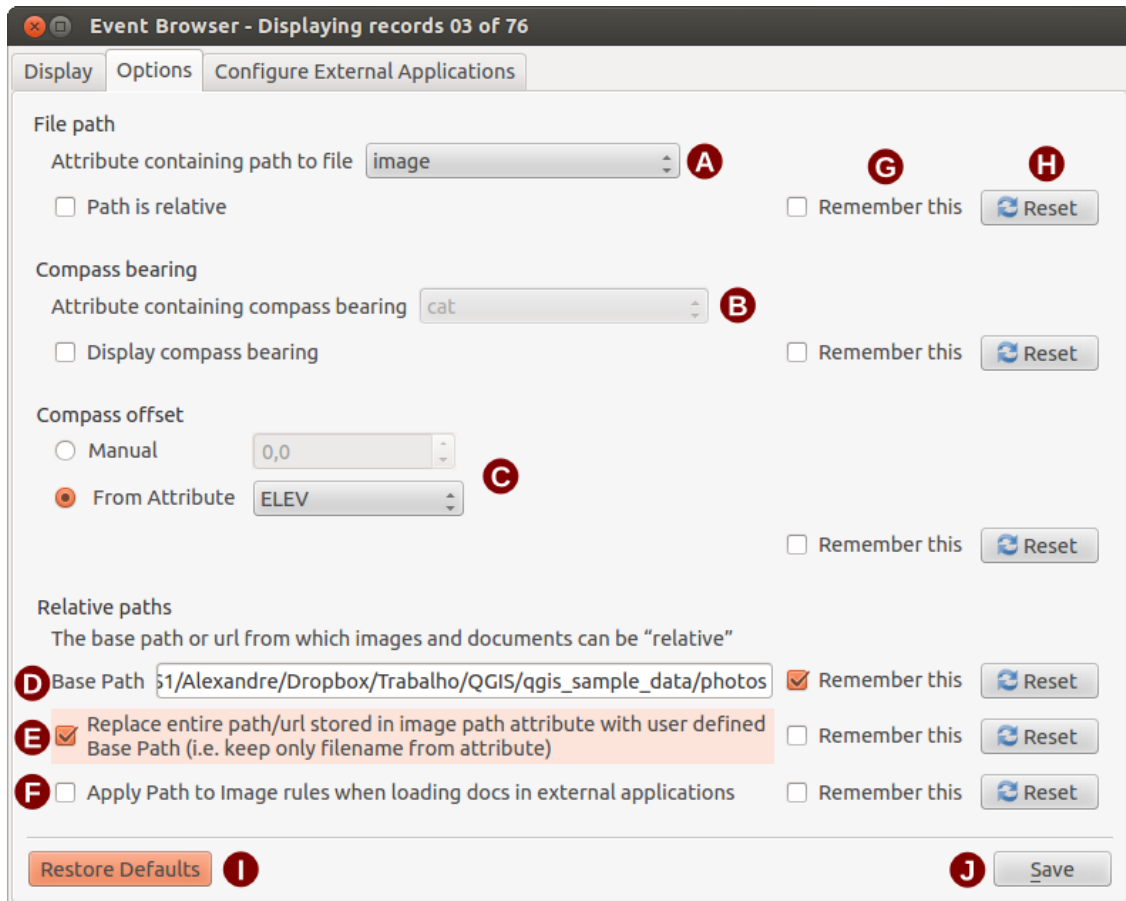 Event Browser - Displaying records 03 of 76
Display Options Configure External Applications
File path
Attribute containing path to file image A G H
Path is relative Remember this Reset
Compass bearing
Attribute containing compass bearing cat B
Display compass bearing Remember this Reset
Compass offset
Manual 0,0
C
From Attribute ELEV
Remember this Reset
Relative paths
The base path or url from which images and documents can be “relative”
D Base Path 51/Alexandre/Dropbox/Trabalho/QGIS/qgis_sample_data/photos Remember this Reset
E Replace entire path/url stored in image path attribute with user defined
Base Path (i.e. keep only filename from attribute) Remember this Reset
F Apply Path to Image rules when loading docs in external applications Remember this Reset
Restore Defaults I J Save